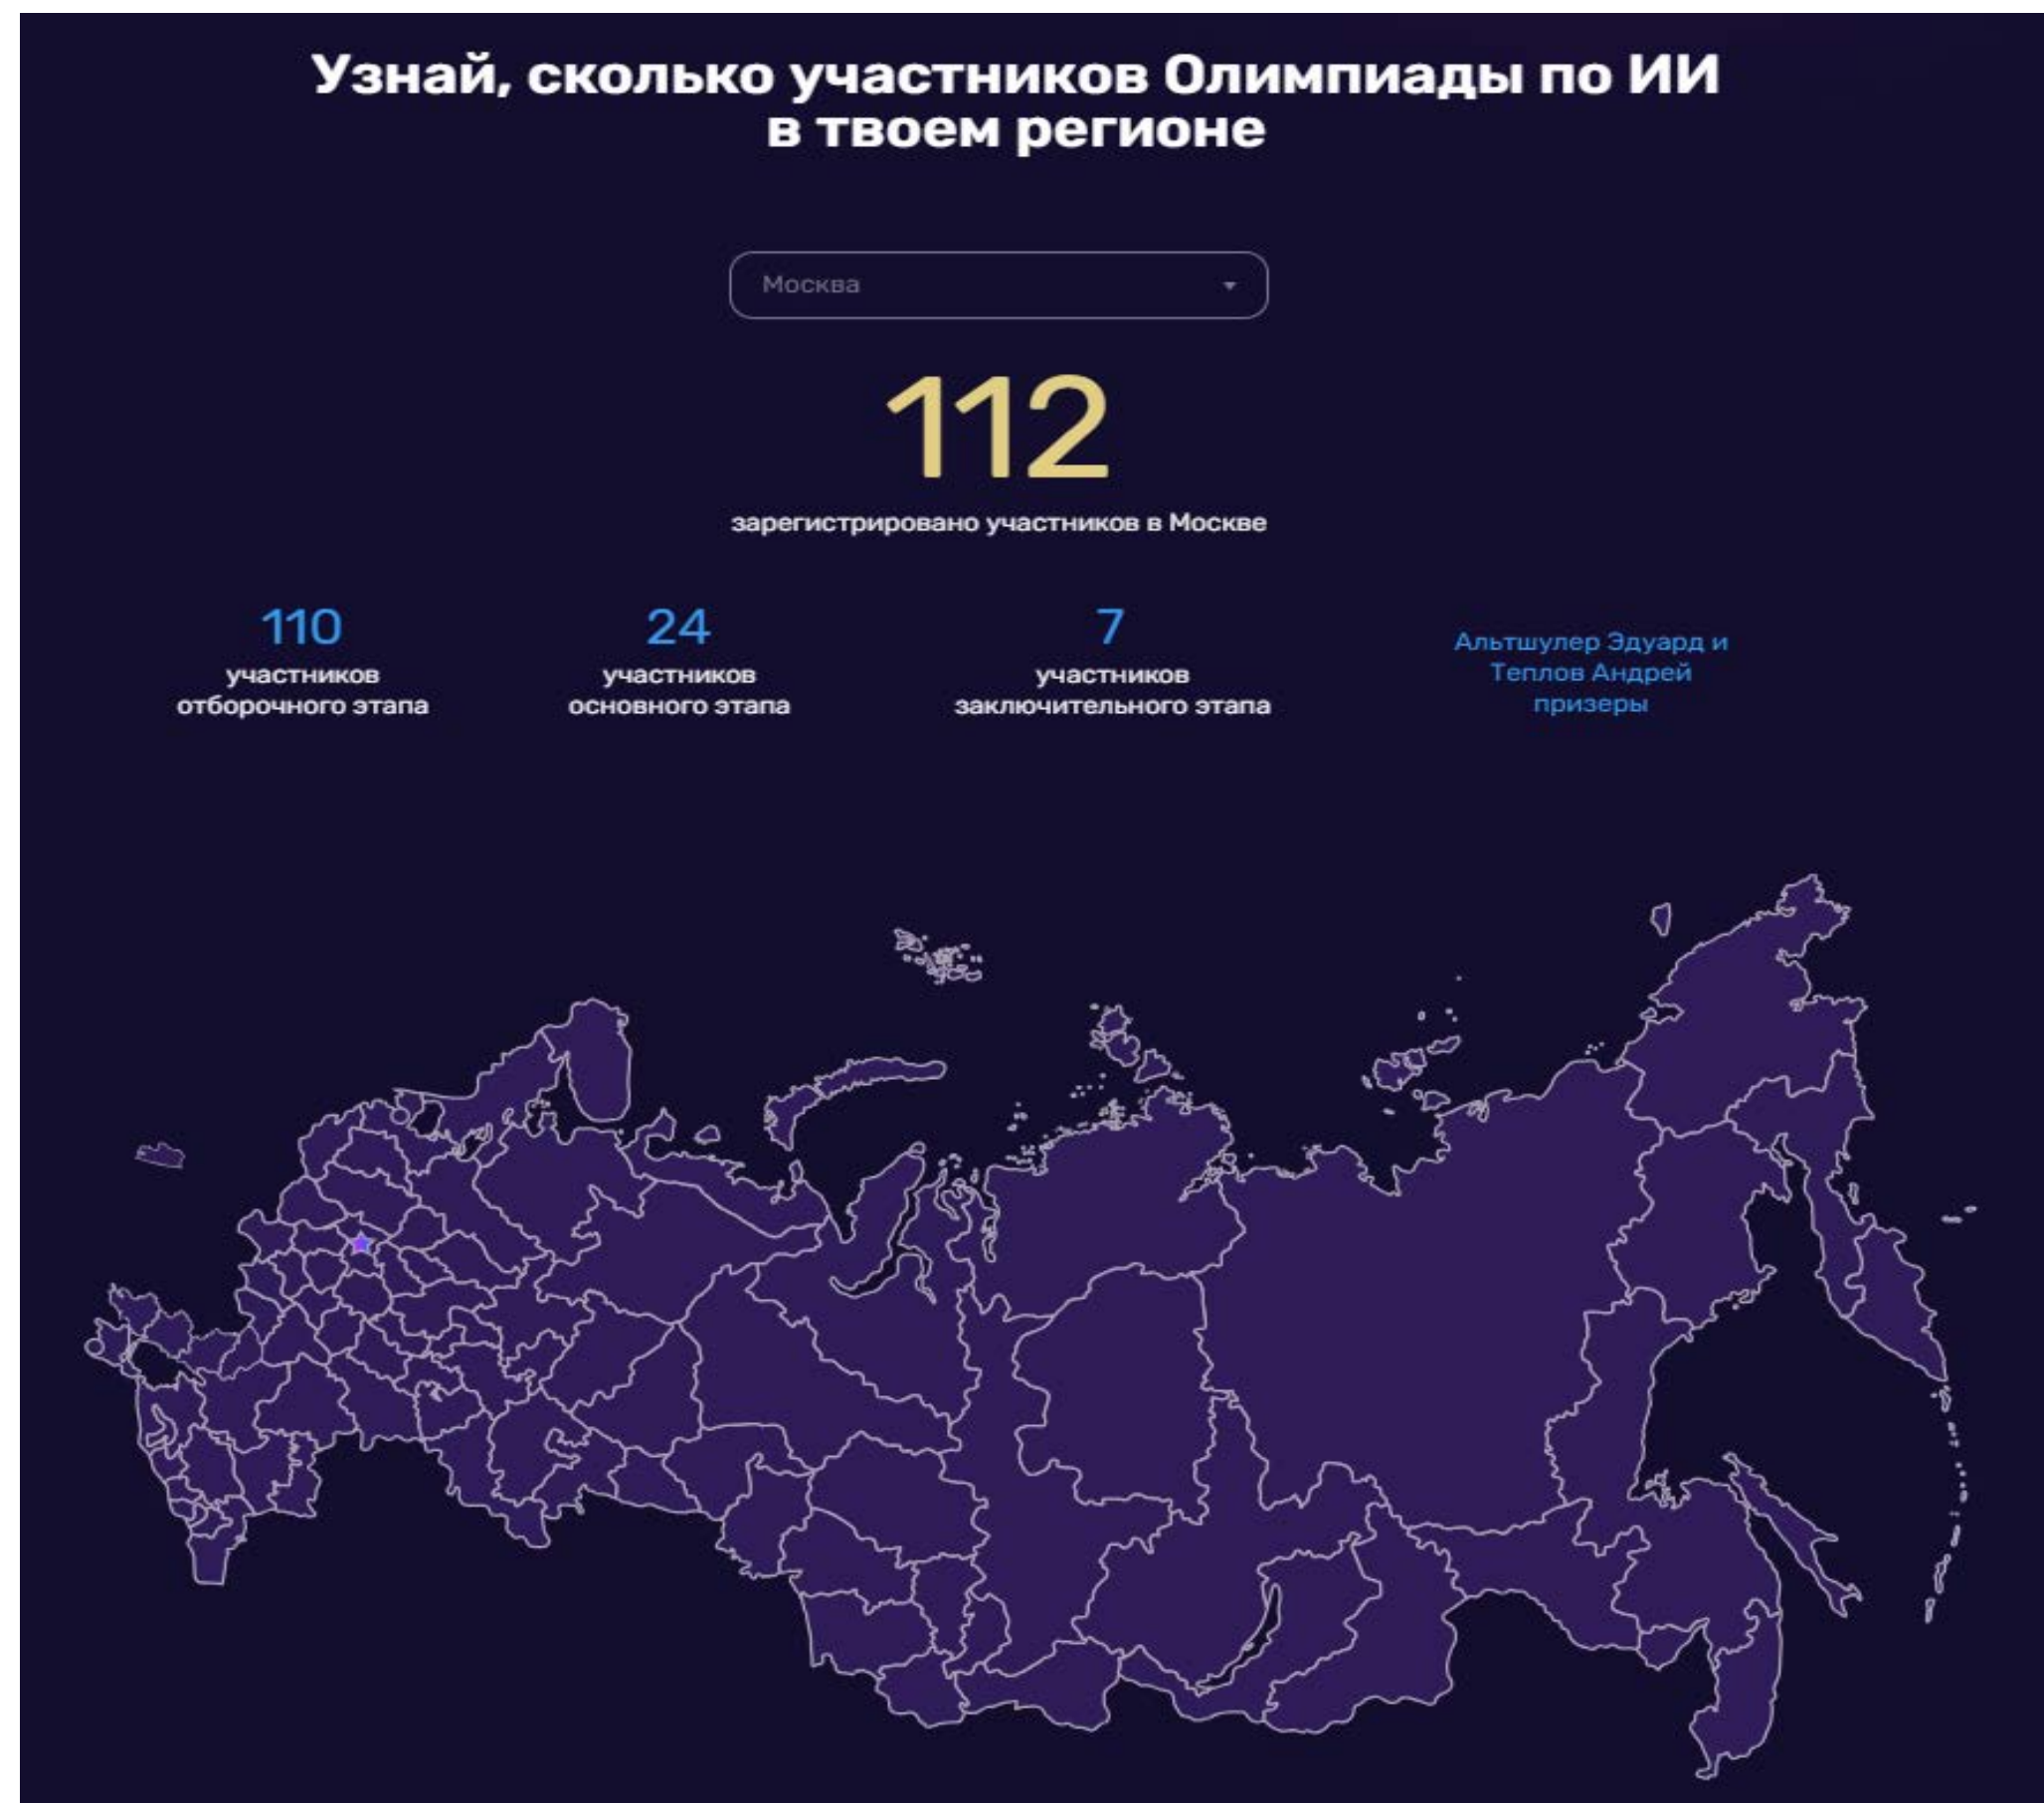 Узнай, сколько участников Олимпиады по ИИ
в твоем регионе
Москва
112
зарегистрировано участников в Москве
110
участников
отборочного этапа
24
участников
основного этапа
7
участников
заключительного этапа
Альтшулер Эдуард и
Теплов Андрей
призеры